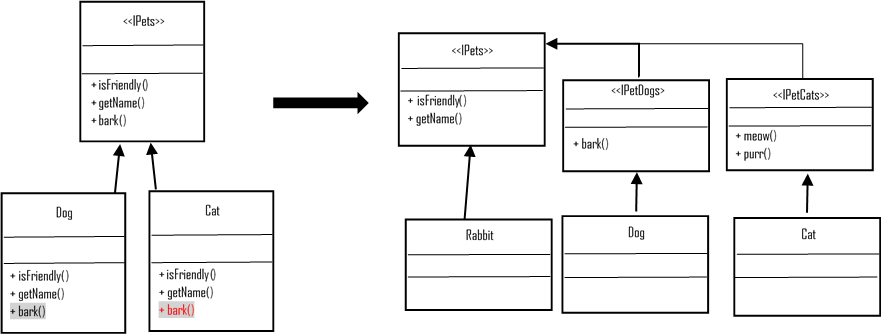 <<IPets>>
+ isFriendly()
+ getName()
+ bark()
Dog
+ isFriendly()
+ getName()
+ bark()
Cat
+ isFriendly()
+ getName()
+ bark()
<<IPets>>
+ isFriendly()
+ getName()
<<IPetDogs>
+ bark()
<<IPetCats>>
+ meow()
+ purr()
Rabbit
Dog
Cat